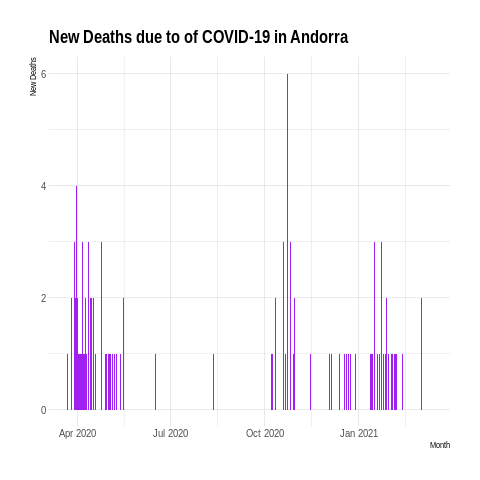 New Deaths due to of COVID-19 in Andorra
New Deaths
6
4
2
0
Apr 2020 Jul 2020 Oct 2020 Jan 2021
Month